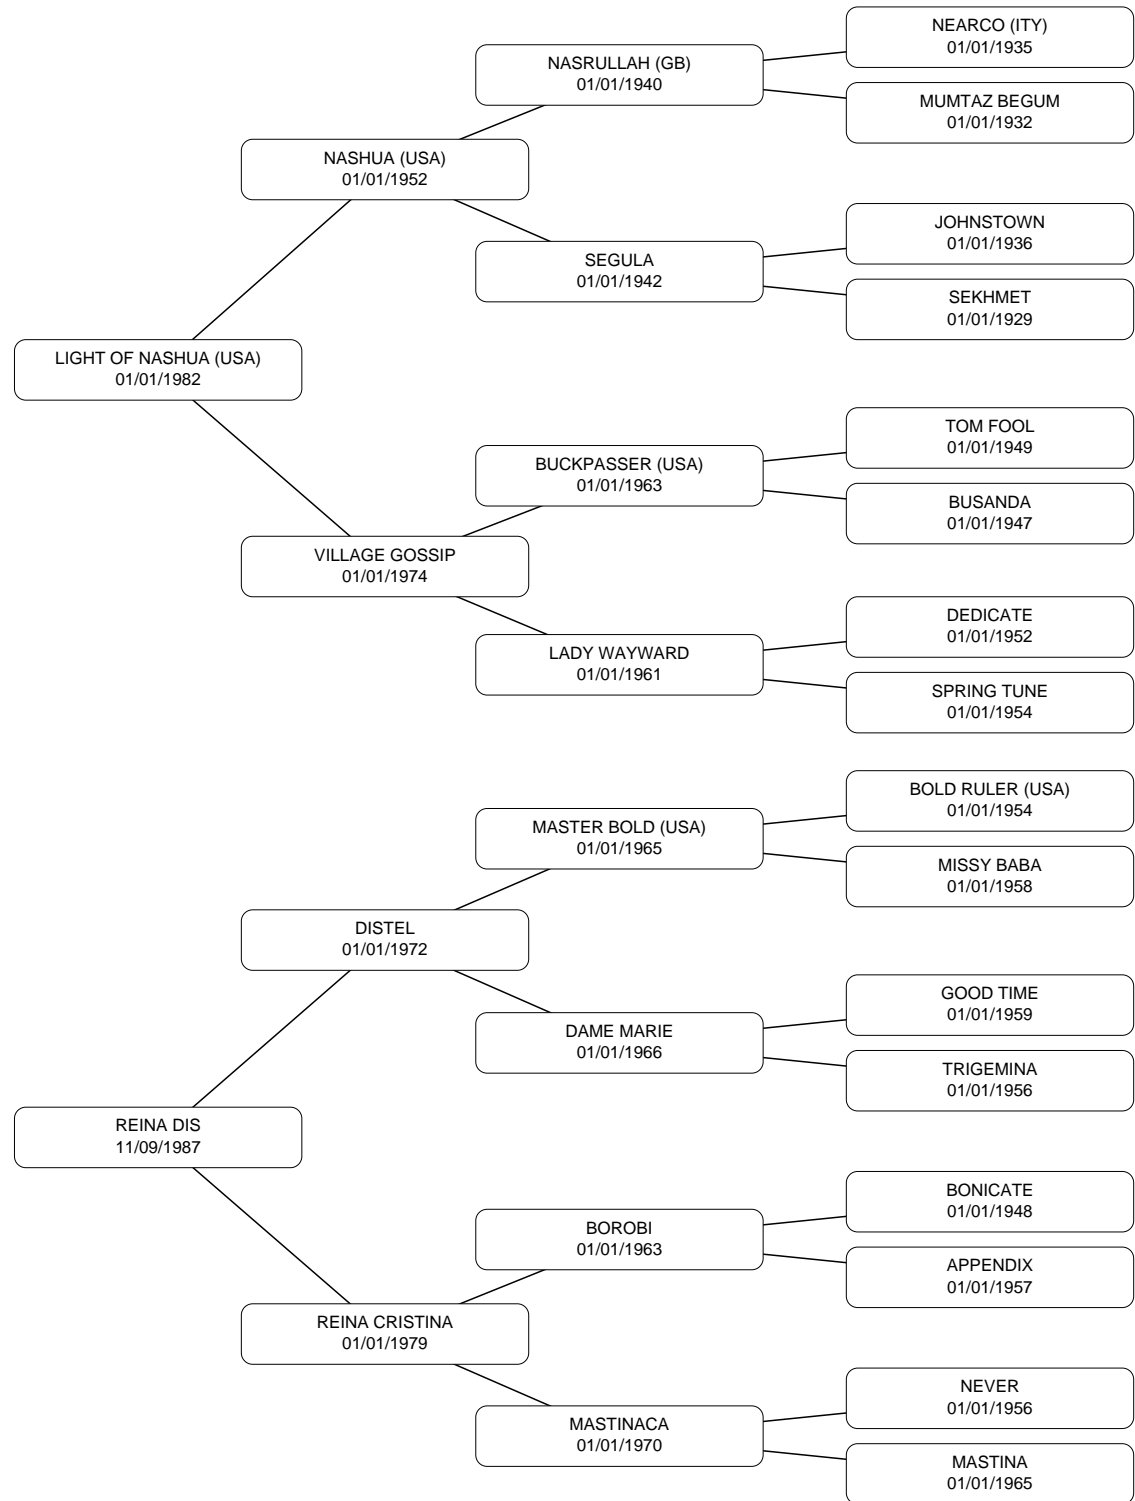 NEARCO (ITY)
01/01/1935
NASRULLAH (GB)
01/01/1940
MUMTAZ BEGUM
01/01/1932
NASHUA (USA)
01/01/1952
JOHNSTOWN
01/01/1936
SEGULA
01/01/1942
SEKHMET
01/01/1929
LIGHT OF NASHUA (USA)
01/01/1982
TOM FOOL
01/01/1949
BUCKPASSER (USA)
01/01/1963
BUSANDA
01/01/1947
VILLAGE GOSSIP
01/01/1974
DEDICATE
01/01/1952
LADY WAYWARD
01/01/1961
SPRING TUNE
01/01/1954
BOLD RULER (USA)
01/01/1954
MASTER BOLD (USA)
01/01/1965
MISSY BABA
01/01/1958
DISTEL
01/01/1972
GOOD TIME
01/01/1959
DAME MARIE
01/01/1966
TRIGEMINA
01/01/1956
REINA DIS
11/09/1987
BONICATE
01/01/1948
BOROBI
01/01/1963
APPENDIX
01/01/1957
REINA CRISTINA
01/01/1979
NEVER
01/01/1956
MASTINACA
01/01/1970
MASTINA
01/01/1965